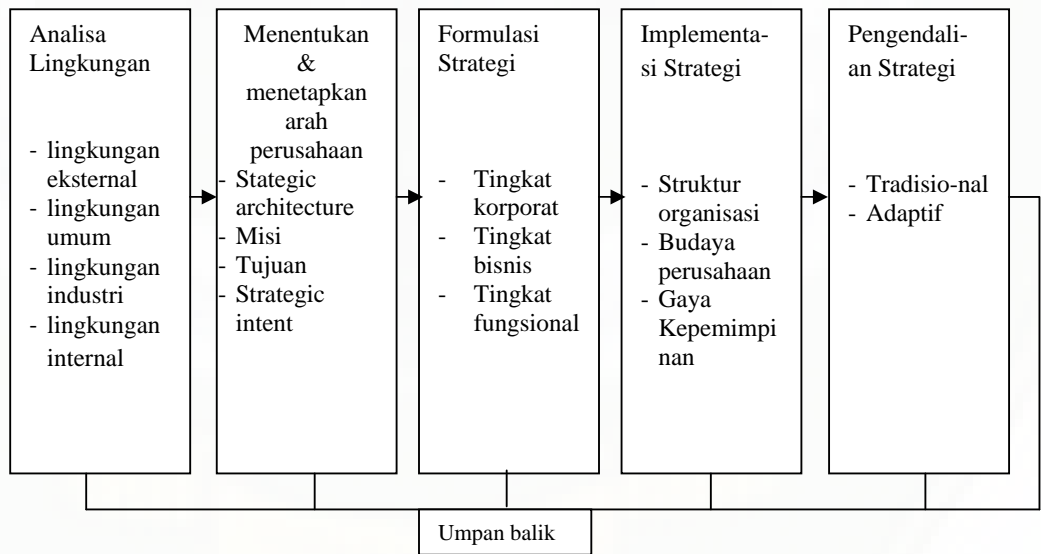 Analisa
Lingkungan
- lingkungan
eksternal
- lingkungan
umum
- lingkungan
industri
- lingkungan
internal
Menentukan
&
menetapkan
arah
perusahaan
- Stategic
architecture
- Misi
- Tujuan
- Strategic
intent
Formulasi
Strategi
- Tingkat
korporat
- Tingkat
bisnis
- Tingkat
fungsional
Implementa-
si Strategi
- Struktur
organisasi
- Budaya
perusahaan
- Gaya
Kepemimpi
nan
Pengendali-
an Strategi
- Tradisio-nal
- Adaptif
Umpan balik